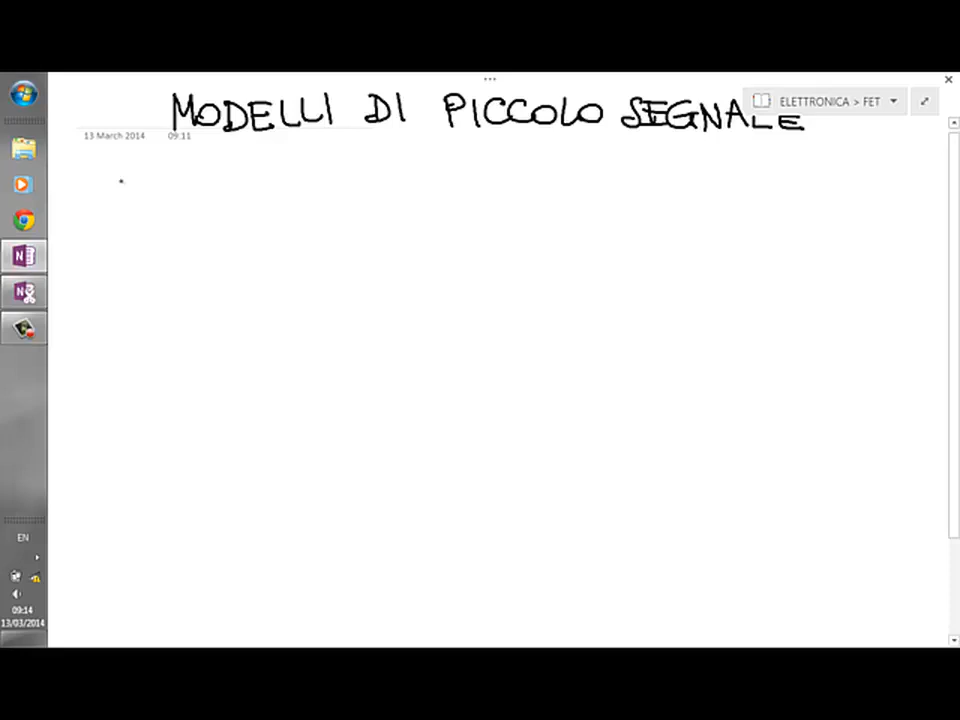 MODELLI DI PICCOLO SEGNALE
ELETTRONICA > FET
13 March 2014 09:11
EN
09:14
13/03/2014